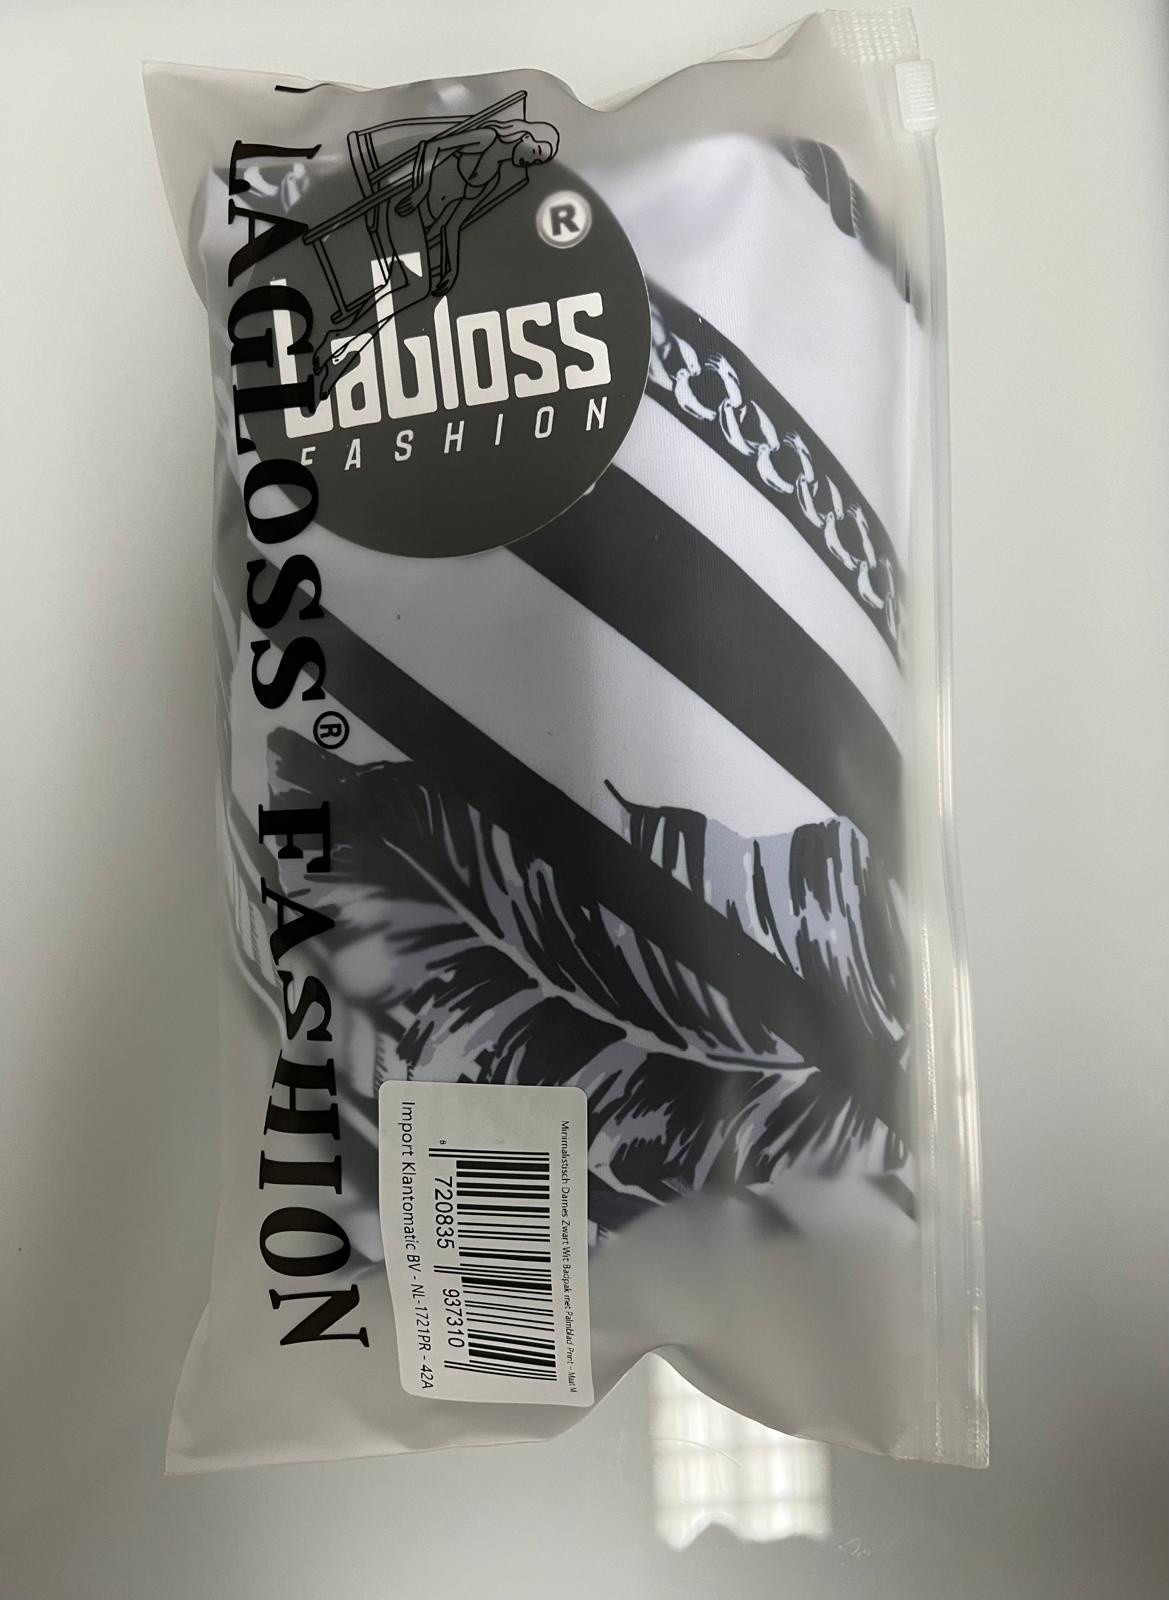 LAGLOSS® FASHION
LaGloss®
FASHION
Minimalistisch Dames Zwart Wit Badpak met Palmblad Print - Maat M
8 720835 937310
Import Klantomatic BV - NL-1721PR - 42A